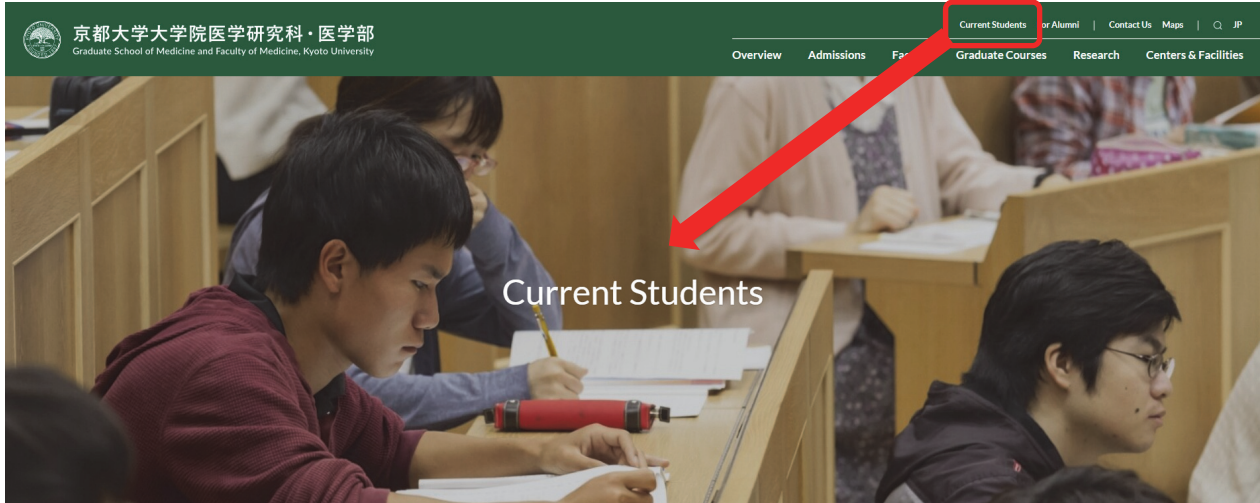 京都大学大学院医学研究科・医学部
Graduate School of Medicine and Faculty of Medicine, Kyoto University
Current Students or Alumni | Contact Us Maps | JP
Overview Admissions Graduate Courses Research Centers & Facilities
Current Students